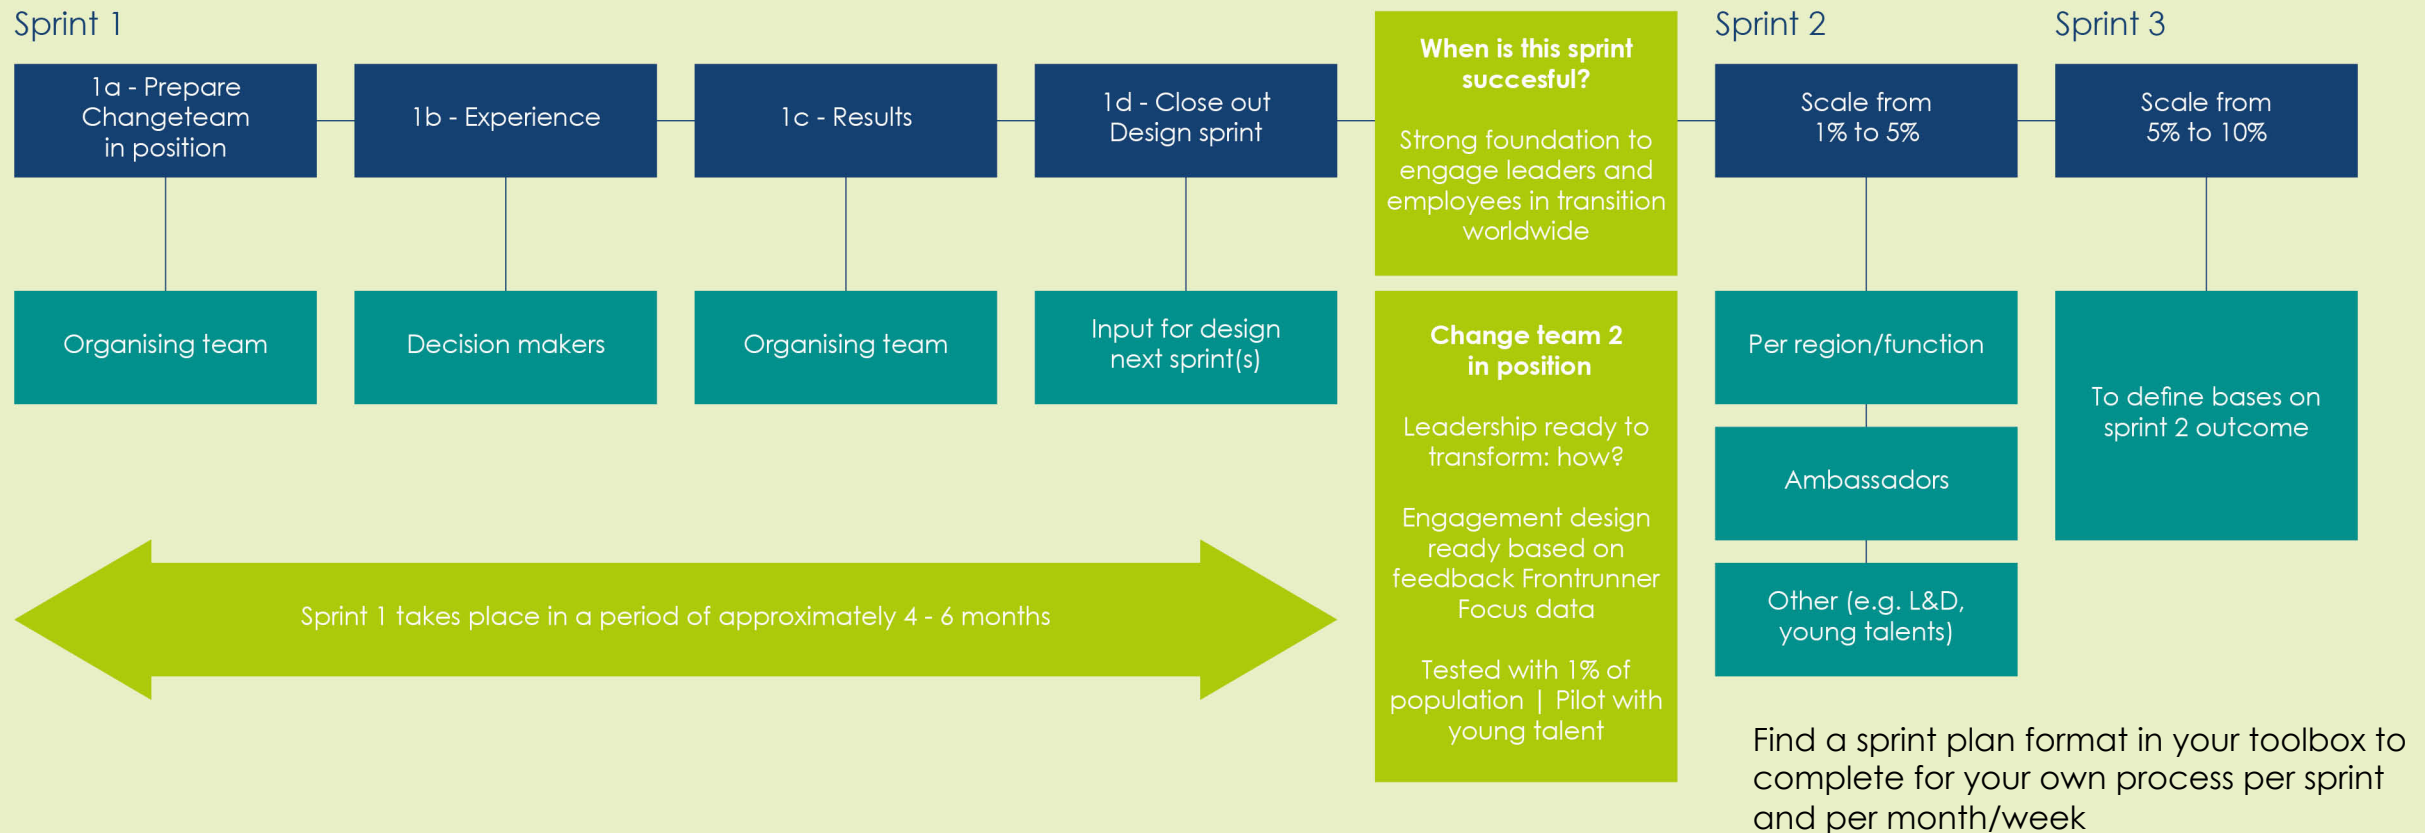 Sprint 1
1a - Prepare
Changeteam
in position
1b - Experience
1c - Results
1d - Close out
Design sprint
Organising team
Decision makers
Organising team
Input for design
next sprint(s)
Sprint 1 takes place in a period of approximately 4 - 6 months
When is this sprint
succesful?
Strong foundation to
engage leaders and
employees in transition
worldwide
Change team 2
in position
Leadership ready to
transform: how?
Engagement design
ready based on
feedback Frontrunner
Focus data
Tested with 1% of
population | Pilot with
young talent
Sprint 2
Scale from
1% to 5%
Per region/function
Ambassadors
Other (e.g. L&D,
young talents)
Sprint 3
Scale from
5% to 10%
To define bases on
sprint 2 outcome
Find a sprint plan format in your toolbox to
complete for your own process per sprint
and per month/week